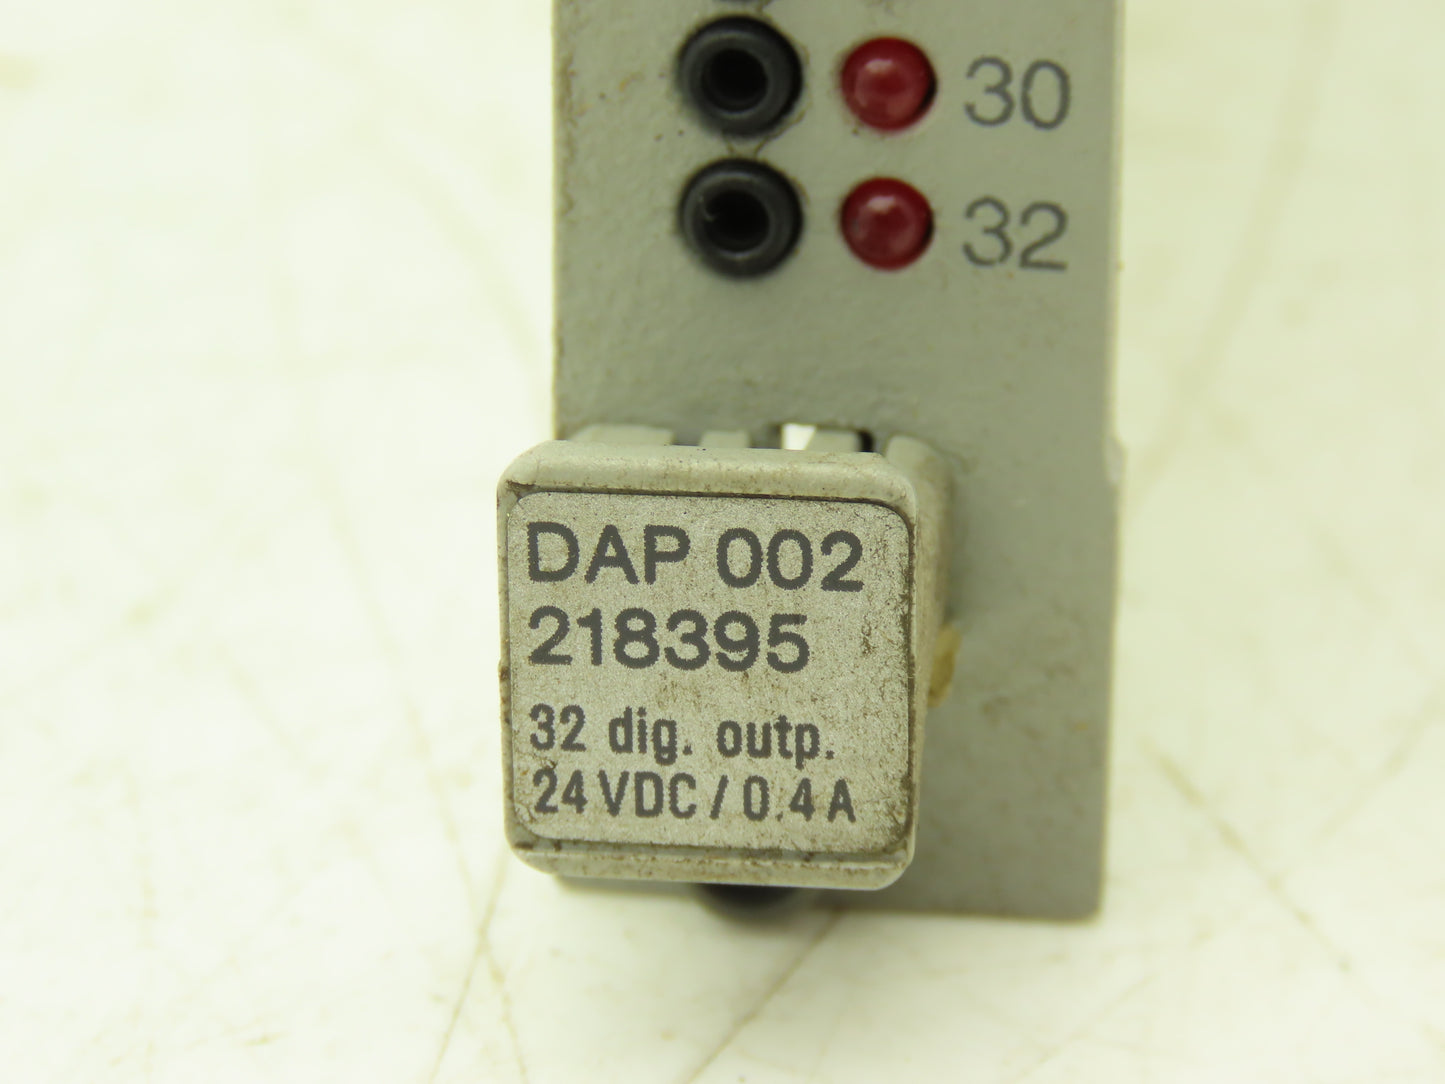 30
32
DAP 002
218395
32 dig. outp.
24 VDC / 0.4 A